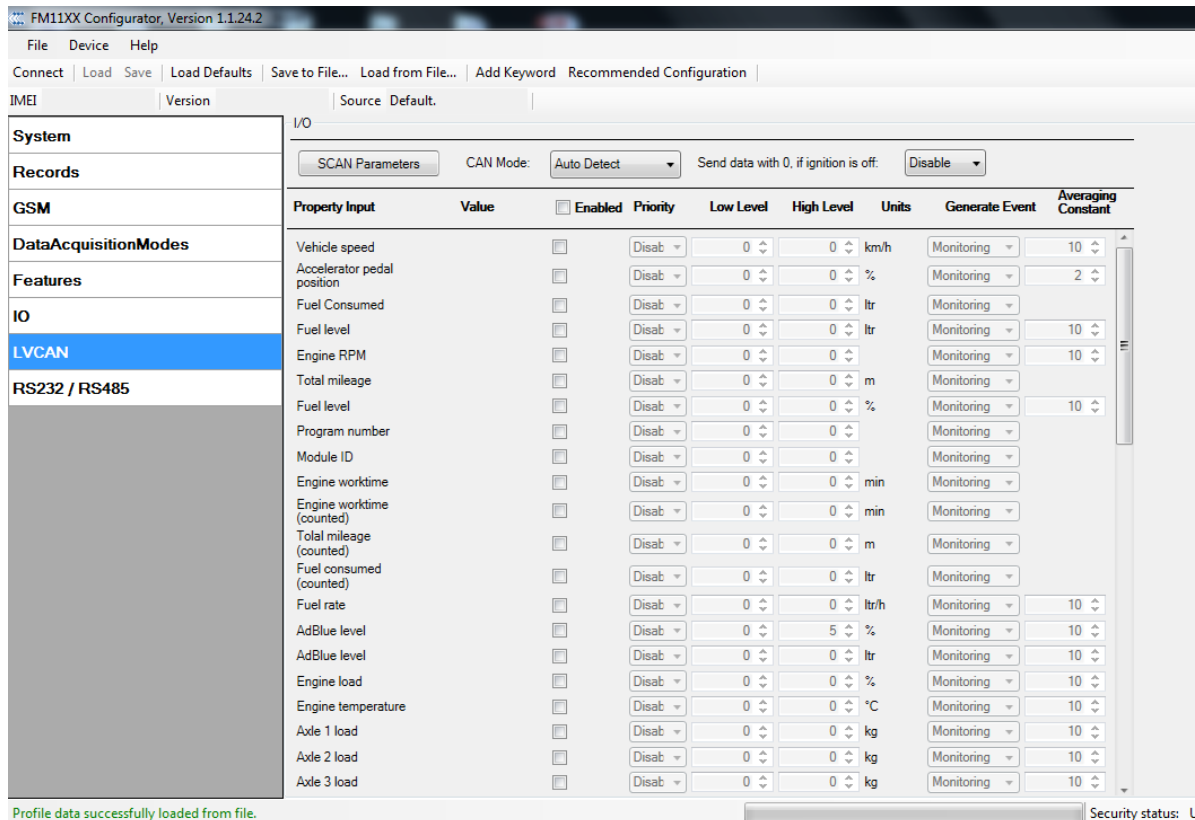 FM11XX Configurator, Version 1.1.24.2
File Device Help
Connect Load Save Load Defaults Save to File... Load from File... Add Keyword Recommended Configuration
IMEI Version Source Default.
System
Records
GSM
DataAcquisitionModes
Features
IO
LVCAN
RS232 / RS485
I/O
SCAN Parameters CAN Mode: Auto Detect Send data with 0, if ignition is off: Disable
Property Input Value Enabled Priority Low Level High Level Units Generate Event Averaging Constant
Vehicle speed Disab 0 0 km/h Monitoring 10
Accelerator pedal
position Disab 0 0 % Monitoring 2
Fuel Consumed Disab 0 0 ltr Monitoring
Fuel level Disab 0 0 ltr Monitoring 10
Engine RPM Disab 0 0 Monitoring 10
Total mileage Disab 0 0 m Monitoring
Fuel level Disab 0 0 % Monitoring 10
Program number Disab 0 0 Monitoring
Module ID Disab 0 0 Monitoring
Engine worktime Disab 0 0 min Monitoring
Engine worktime
(counted) Disab 0 0 min Monitoring
Tolal mileage
(counted) Disab 0 0 m Monitoring
Fuel consumed
(counted) Disab 0 0 ltr Monitoring
Fuel rate Disab 0 0 ltr/h Monitoring 10
AdBlue level Disab 0 5 % Monitoring 10
AdBlue level Disab 0 0 ltr Monitoring 10
Engine load Disab 0 0 % Monitoring 10
Engine temperature Disab 0 0 °C Monitoring 10
Axle 1 load Disab 0 0 kg Monitoring 10
Axle 2 load Disab 0 0 kg Monitoring 10
Axle 3 load Disab 0 0 kg Monitoring 10
Profile data successfully loaded from file. Security status: U